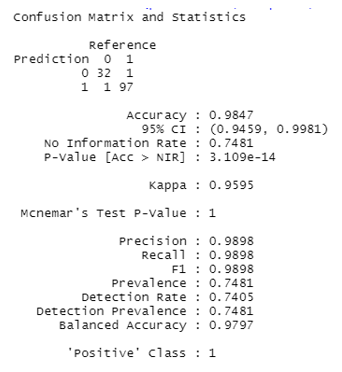 Confusion Matrix and Statistics
Reference
Prediction 0 1
0 32 1
1 1 97
Accuracy : 0.9847
95% CI : (0.9459, 0.9981)
No Information Rate : 0.7481
P-Value [Acc > NIR] : 3.109e-14
Kappa : 0.9595
Mcnemar's Test P-Value : 1
Precision : 0.9898
Recall : 0.9898
F1 : 0.9898
Prevalence : 0.7481
Detection Rate : 0.7405
Detection Prevalence : 0.7481
Balanced Accuracy : 0.9797
'Positive' Class : 1